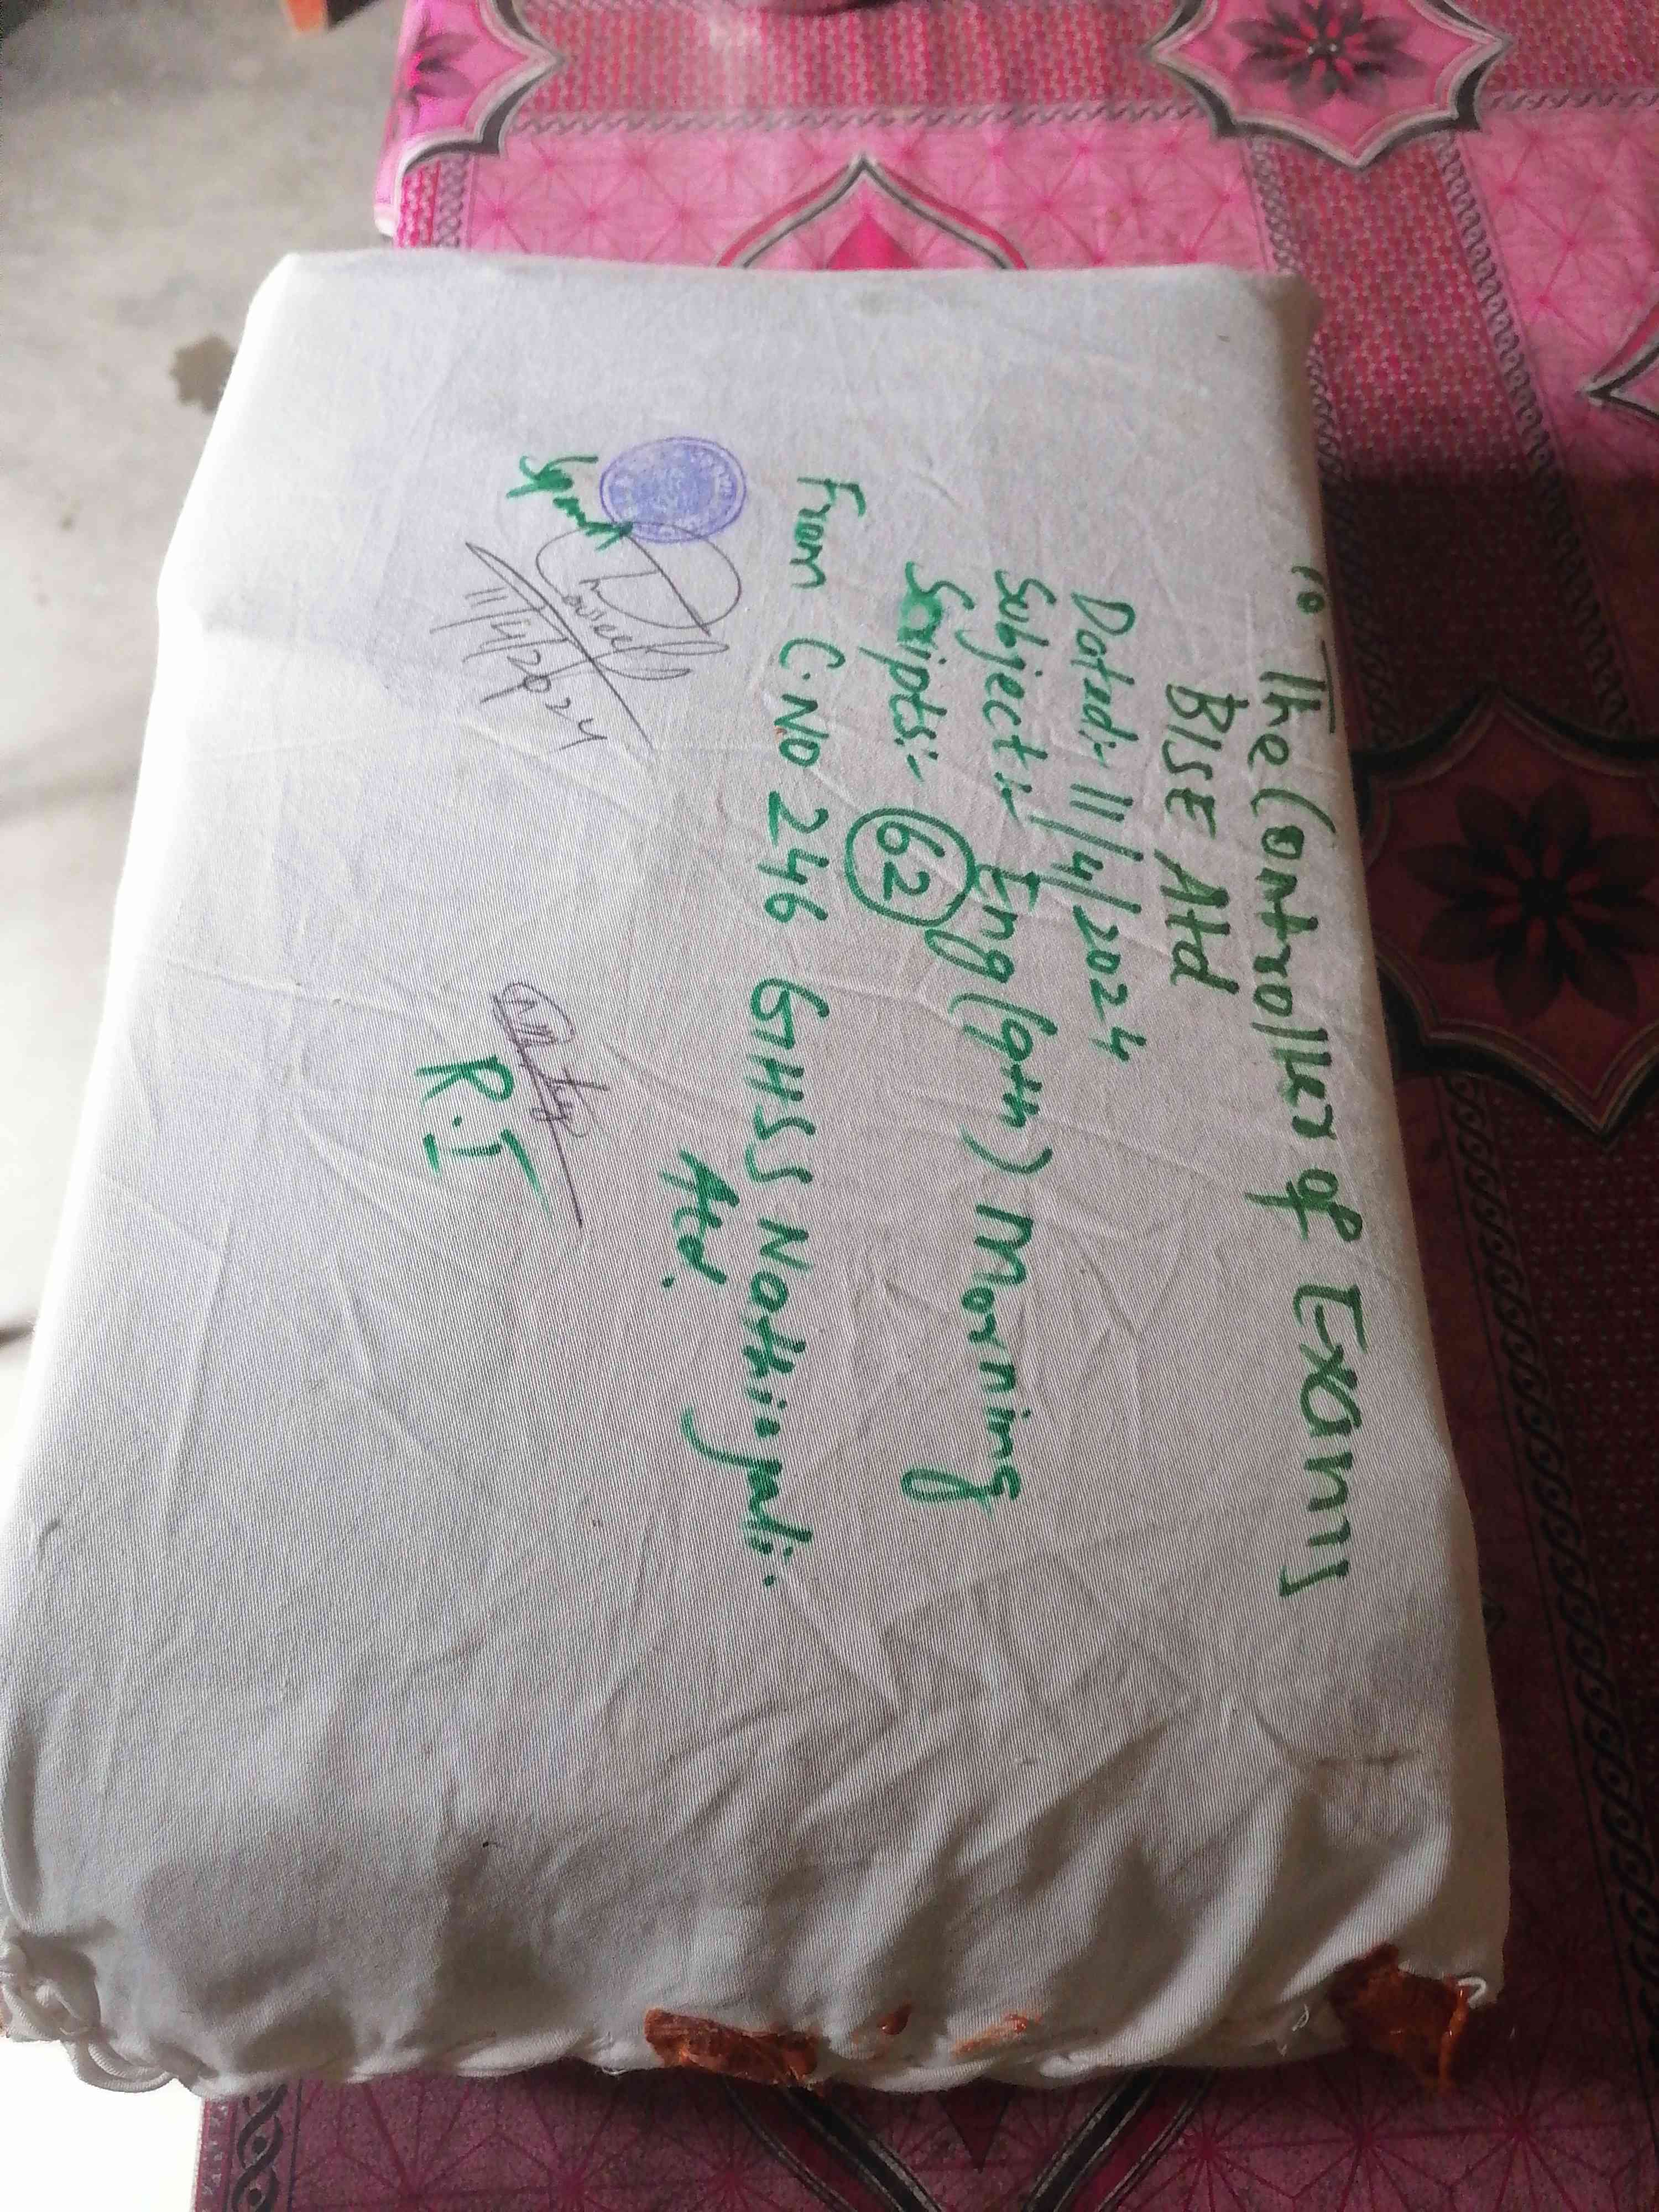 To The Controller of Exams
BISE Atd
Dated:- 11/4/2024
Subject:- Eng (9th) Morning
Scripts:- 62
From C.No 246 GHSS Nathiagali.
Atd.
11/4/2024
R.I